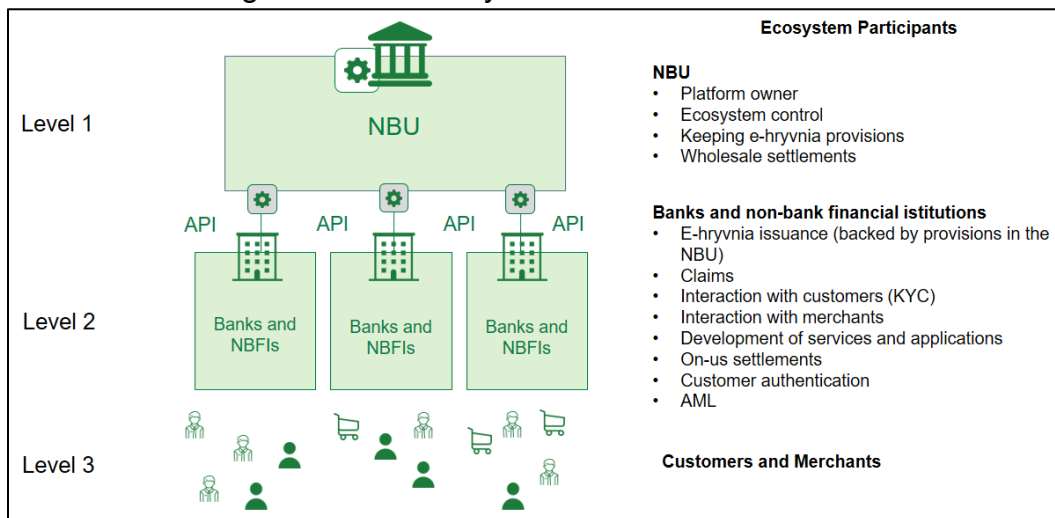 Ecosystem Participants
Level 1
NBU
NBU
• Platform owner
• Ecosystem control
• Keeping e-hryvnia provisions
• Wholesale settlements
API
API
API
API
Level 2
Banks and
NBFIs
Banks and
NBFIs
Banks and
NBFIs
Banks and non-bank financial istitutions
• E-hryvnia issuance (backed by provisions in the
NBU)
• Claims
• Interaction with customers (KYC)
• Interaction with merchants
• Development of services and applications
• On-us settlements
• Customer authentication
• AML
Level 3
Customers and Merchants